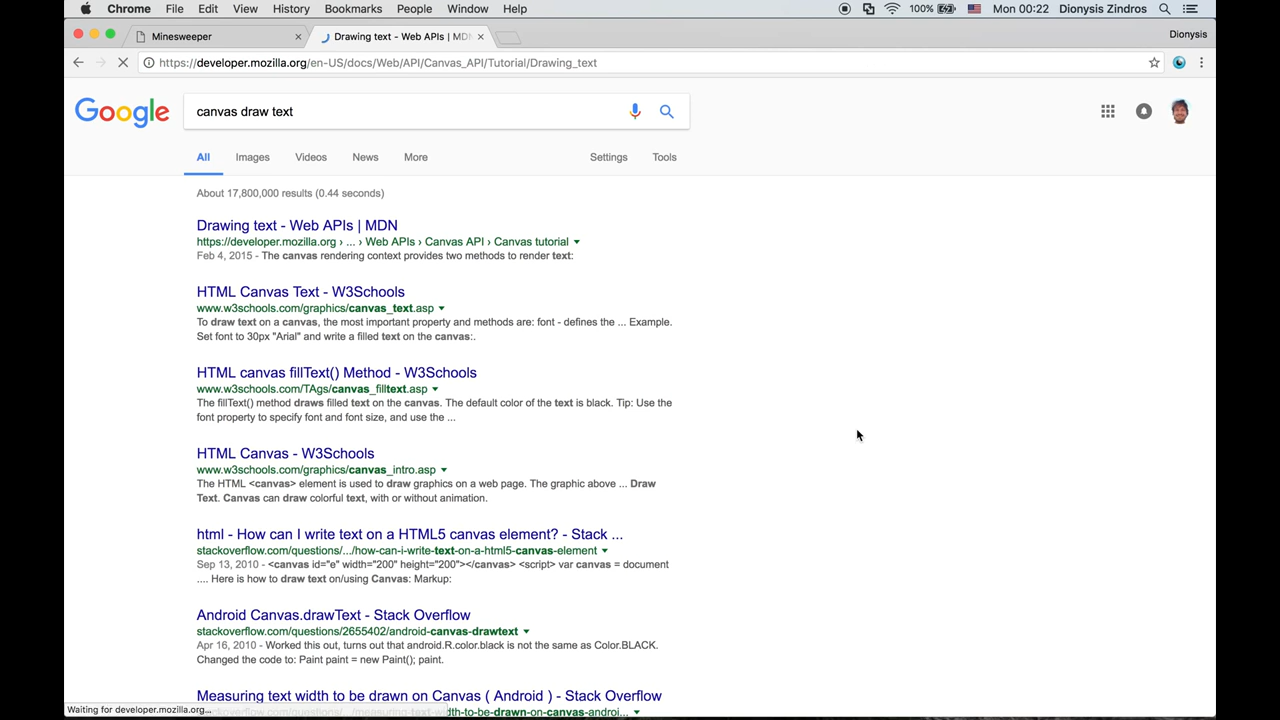 Chrome File Edit View History Bookmarks People Window Help 100% Mon 00:22 Dionysis Zindros
Minesweeper Drawing text - Web APIs | MDN Dionysis
https://developer.mozilla.org/en-US/docs/Web/API/Canvas_API/Tutorial/Drawing_text
Google canvas draw text
All Images Videos News More Settings Tools
About 17,800,000 results (0.44 seconds)
Drawing text - Web APIs | MDN
https://developer.mozilla.org › ... › Web APIs › Canvas API › Canvas tutorial
Feb 4, 2015 - The canvas rendering context provides two methods to render text:
HTML Canvas Text - W3Schools
www.w3schools.com/graphics/canvas_text.asp
To draw text on a canvas, the most important property and methods are: font - defines the ... Example.
Set font to 30px "Arial" and write a filled text on the canvas:.
HTML canvas fillText() Method - W3Schools
www.w3schools.com/TAgs/canvas_filltext.asp
The fillText() method draws filled text on the canvas. The default color of the text is black. Tip: Use the
font property to specify font and font size, and use the ...
HTML Canvas - W3Schools
www.w3schools.com/graphics/canvas_intro.asp
The HTML <canvas> element is used to draw graphics on a web page. The graphic above ... Draw
Text. Canvas can draw colorful text, with or without animation.
html - How can I write text on a HTML5 canvas element? - Stack ...
stackoverflow.com/questions/.../how-can-i-write-text-on-a-html5-canvas-element
Sep 13, 2010 - <canvas id="e" width="200" height="200"></canvas> <script> var canvas = document
.... Here is how to draw text on/using Canvas: Markup:
Android Canvas.drawText - Stack Overflow
stackoverflow.com/questions/2655402/android-canvas-drawtext
Apr 16, 2010 - Worked this out, turns out that android.R.color.black is not the same as Color.BLACK.
Changed the code to: Paint paint = new Paint(); paint.
Measuring text width to be drawn on Canvas ( Android ) - Stack Overflow
stackoverflow.com/questions/.../measuring-text-width-to-be-drawn-on-canvas-androi...
Waiting for developer.mozilla.org...